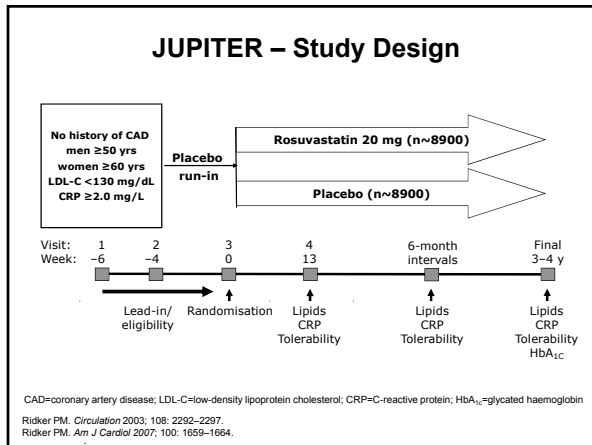 JUPITER – Study Design
No history of CAD
men ≥50 yrs
women ≥60 yrs
LDL-C <130 mg/dL
CRP ≥2.0 mg/L
Placebo
run-in
Rosuvastatin 20 mg (n~8900)
Placebo (n~8900)
Visit: 1 2 3 4 6-month Final
Week: –6 –4 0 13 intervals 3–4 y
Lead-in/ Randomisation Lipids Lipids Lipids
eligibility CRP CRP CRP
Tolerability Tolerability Tolerability
HbA1C
CAD=coronary artery disease; LDL-C=low-density lipoprotein cholesterol; CRP=C-reactive protein; HbA1c=glycated haemoglobin
Ridker PM. Circulation 2003; 108: 2292–2297.
Ridker PM. Am J Cardiol 2007; 100: 1659–1664.